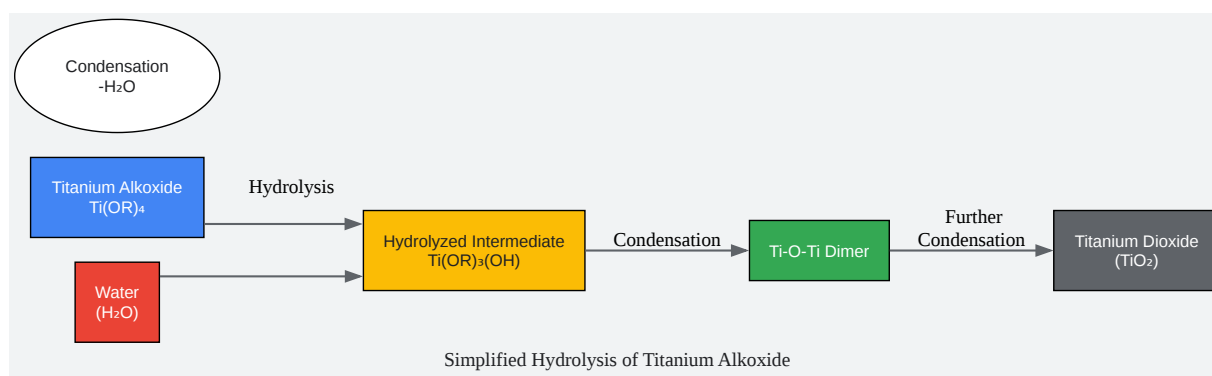 Condensation
-H₂O
Titanium Alkoxide
Ti(OR)₄
Hydrolysis
Water
(H₂O)
Hydrolyzed Intermediate
Ti(OR)₃(OH)
Condensation
Ti-O-Ti Dimer
Further
Condensation
Titanium Dioxide
(TiO₂)
Simplified Hydrolysis of Titanium Alkoxide